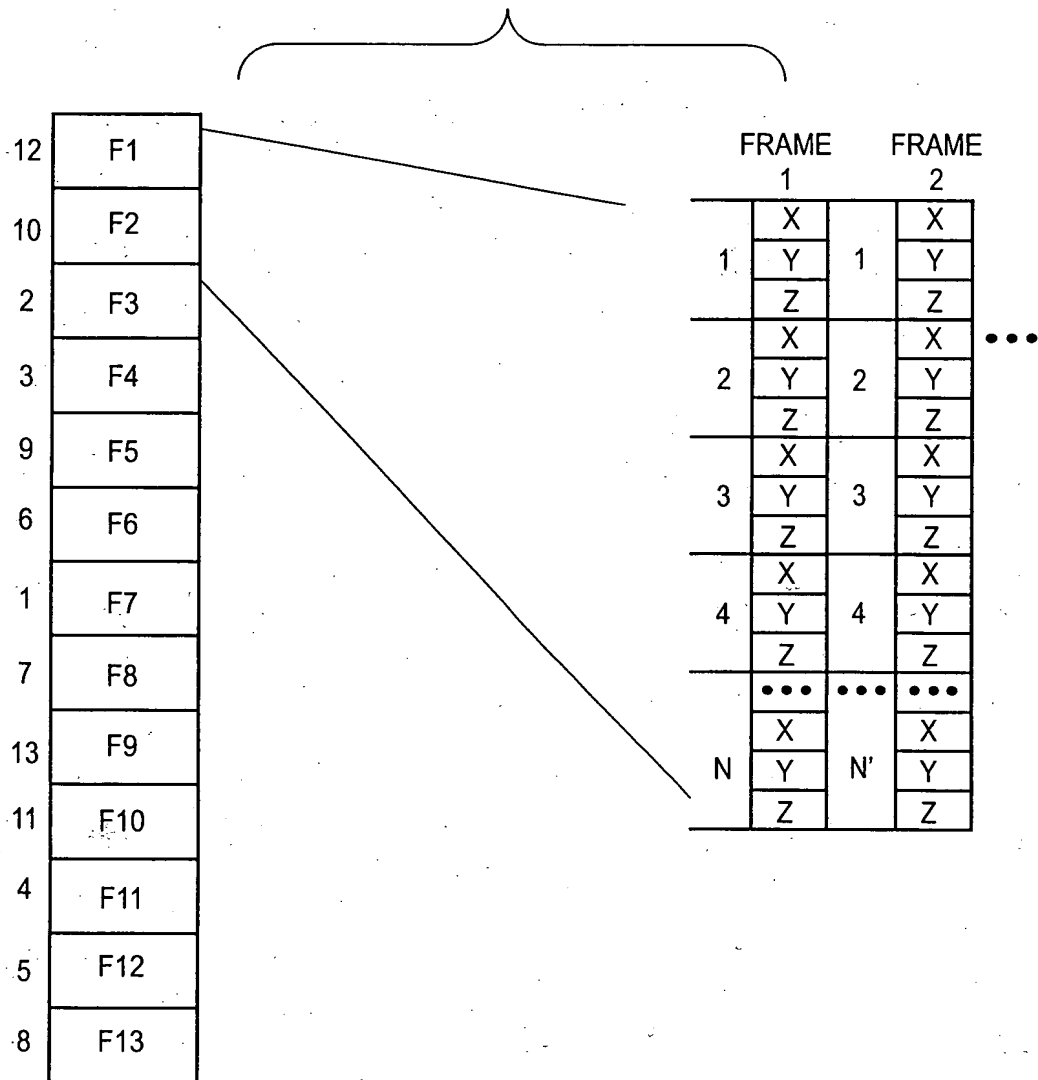 12 F1
10 F2
2 F3
3 F4
9 F5
6 F6
1 F7
7 F8
13 F9
11 F10
4 F11
5 F12
8 F13
FRAME FRAME
1 2
X X
1 Y 1 Y
Z Z
X X
2 Y 2 Y
Z Z
X X
3 Y 3 Y
Z Z
X X
4 Y 4 Y
Z Z
X X
N Y N' Y
Z Z